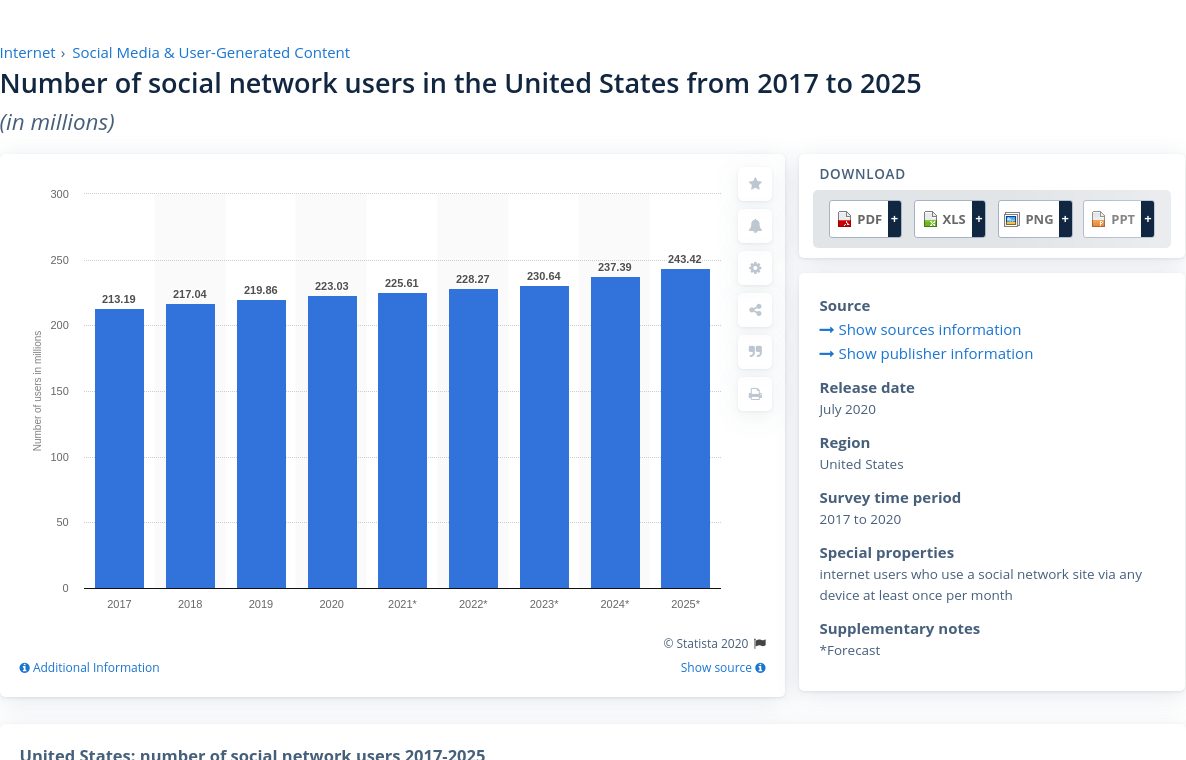 Internet › Social Media & User-Generated Content
Number of social network users in the United States from 2017 to 2025
(in millions)
300
250
200
150
100
50
0
Number of users in millions
213.19
217.04
219.86
223.03
225.61
228.27
230.64
237.39
243.42
2017
2018
2019
2020
2021*
2022*
2023*
2024*
2025*
© Statista 2020
Additional Information
Show source
DOWNLOAD
PDF +
XLS +
PNG +
PPT +
Source
Show sources information
Show publisher information
Release date
July 2020
Region
United States
Survey time period
2017 to 2020
Special properties
internet users who use a social network site via any
device at least once per month
Supplementary notes
*Forecast
United States: number of social network users 2017-2025